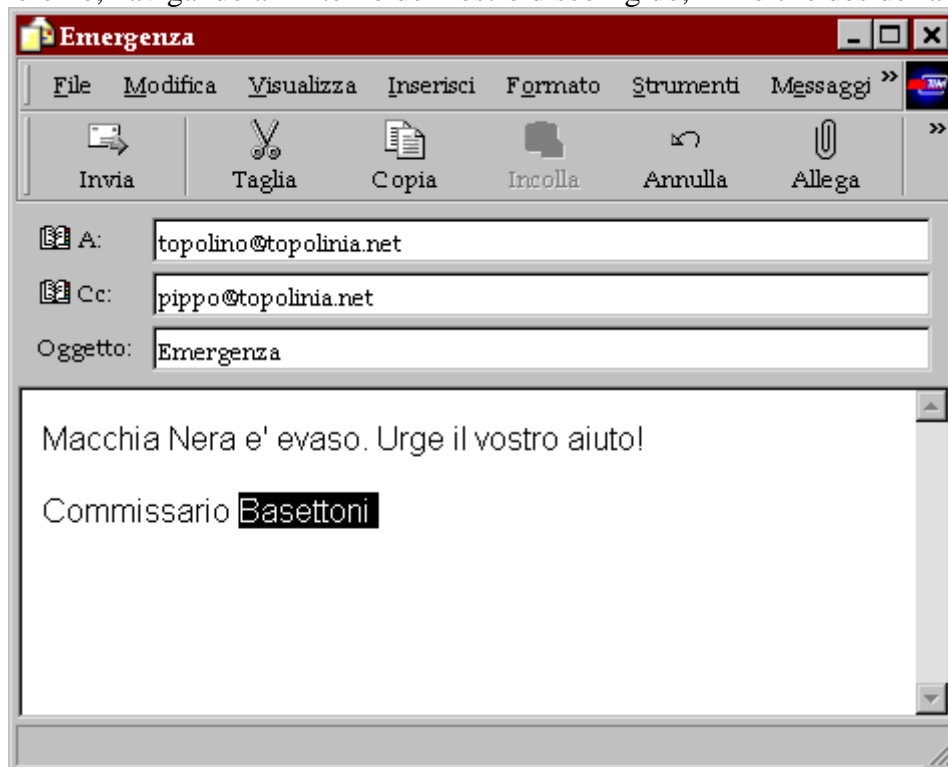 Emergenza
File Modifica Visualizza Inserisci Formato Strumenti Messaggi »
Invia Taglia Copia Incolla Annulla Allega »
A: topolino@topolinia.net
Cc: pippo@topolinia.net
Oggetto: Emergenza
Macchia Nera e' evaso. Urge il vostro aiuto!
Commissario Basettoni